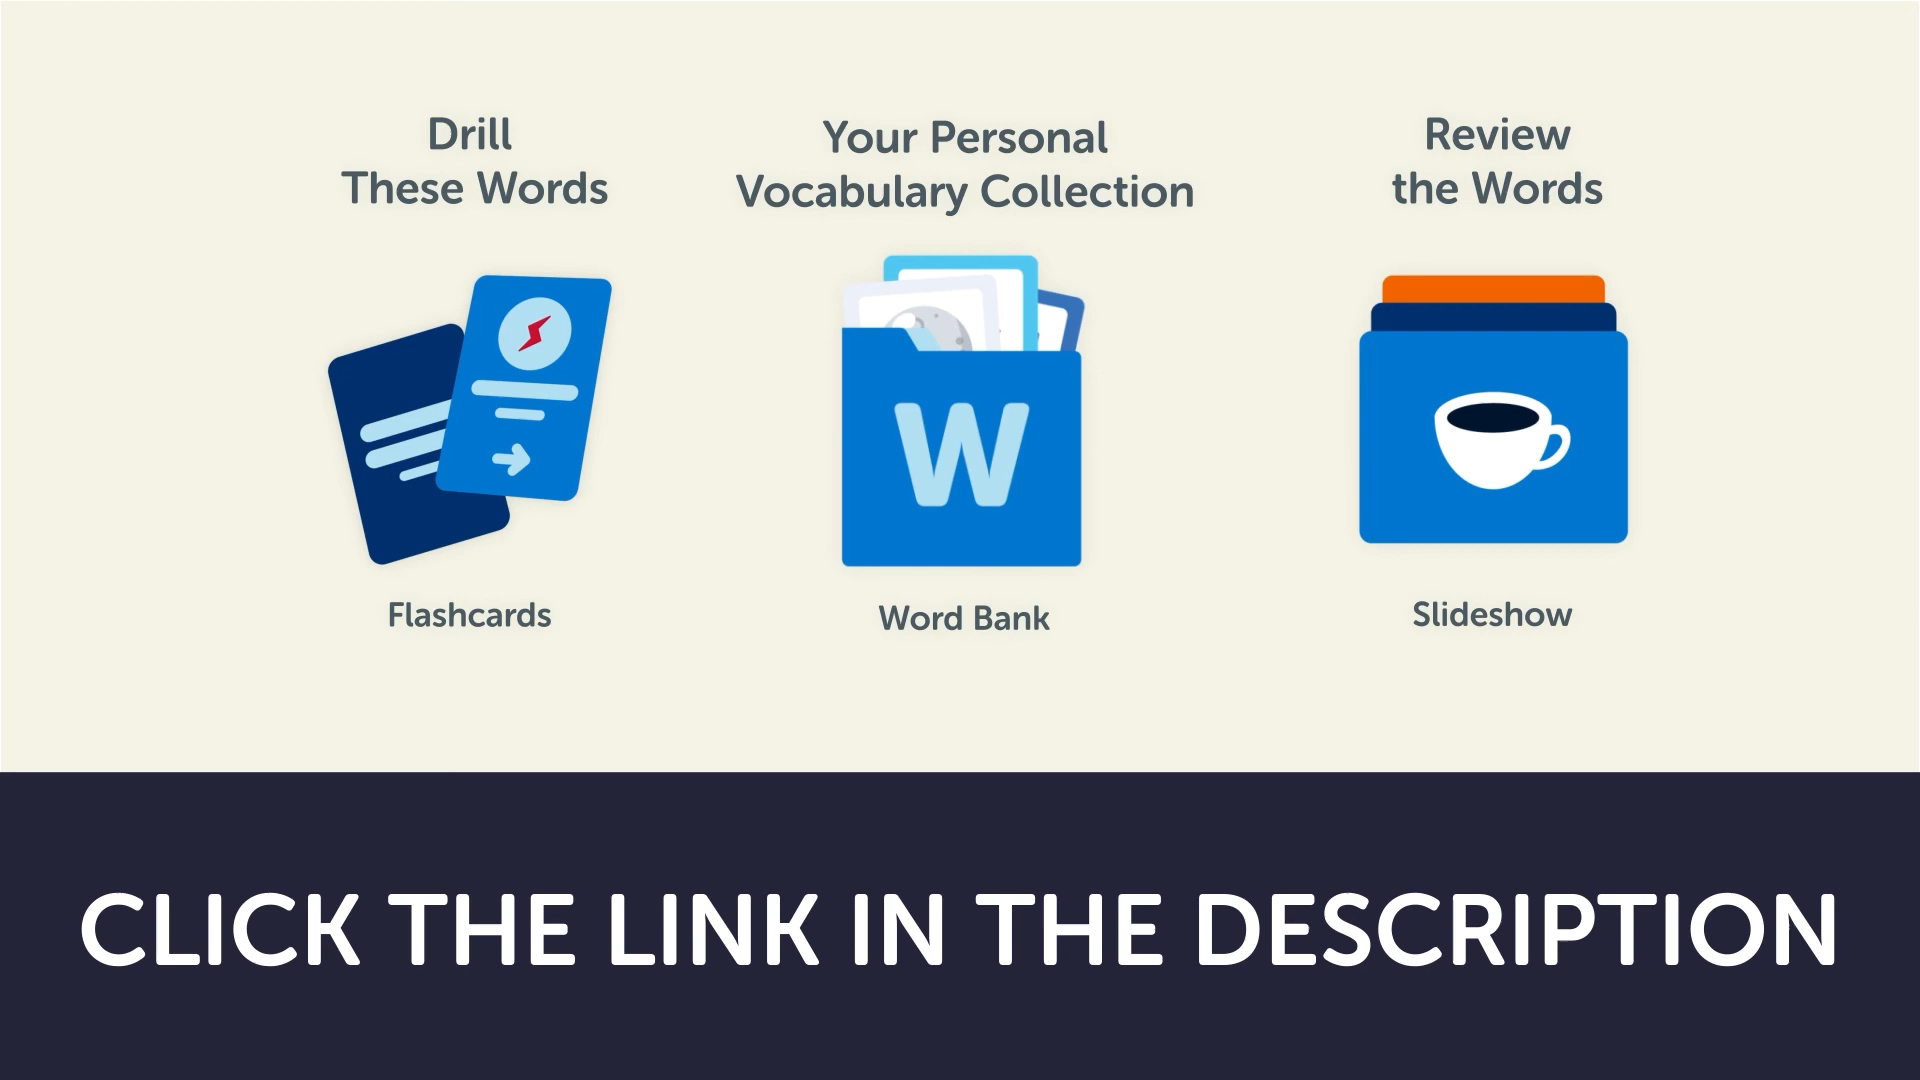 Drill
These Words
Your Personal
Vocabulary Collection
Review
the Words
W
Flashcards
Word Bank
Slideshow
CLICK THE LINK IN THE DESCRIPTION